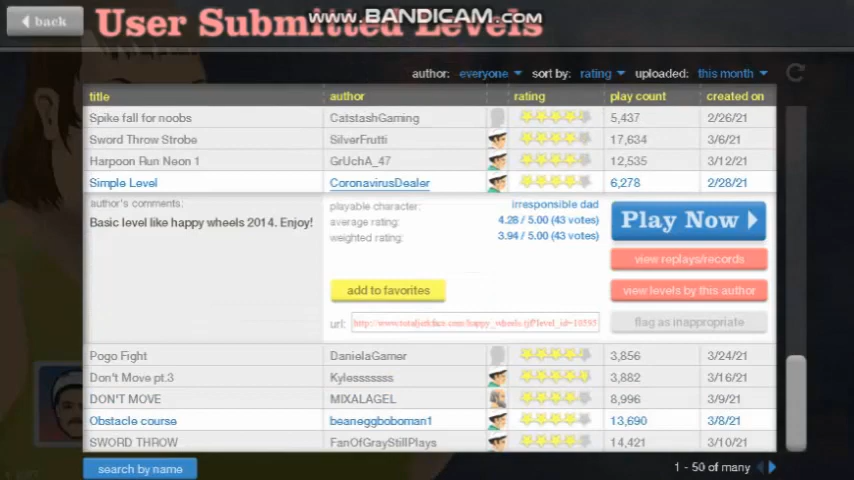 back
User Submitted Levels
www.BANDICAM.com
author: everyone sort by: rating uploaded: this month
title author rating play count created on
Spike fall for noobs CatstashGaming 5,437 2/26/21
Sword Throw Strobe SilverFrutti 17,634 3/6/21
Harpoon Run Neon 1 GrUchA_47 12,535 3/12/21
Simple Level CoronavirusDealer 6,278 2/28/21
author's comments:
Basic level like happy wheels 2014. Enjoy!
playable character: irresponsible dad
average rating: 4.28 / 5.00 (43 votes)
weighted rating: 3.94 / 5.00 (43 votes)
Play Now
view replays/records
add to favorites
view levels by this author
url: http://www.totaljerkface.com/happy_wheels.tjf?level_id=10595
flag as inappropriate
Pogo Fight DanielaGamer 3,856 3/24/21
Don't Move pt.3 Kylesssssss 3,882 3/16/21
DON'T MOVE MIXALAGEL 8,996 3/9/21
Obstacle course beaneggboboman1 13,690 3/8/21
SWORD THROW FanOfGrayStillPlays 14,421 3/10/21
search by name
1 - 50 of many